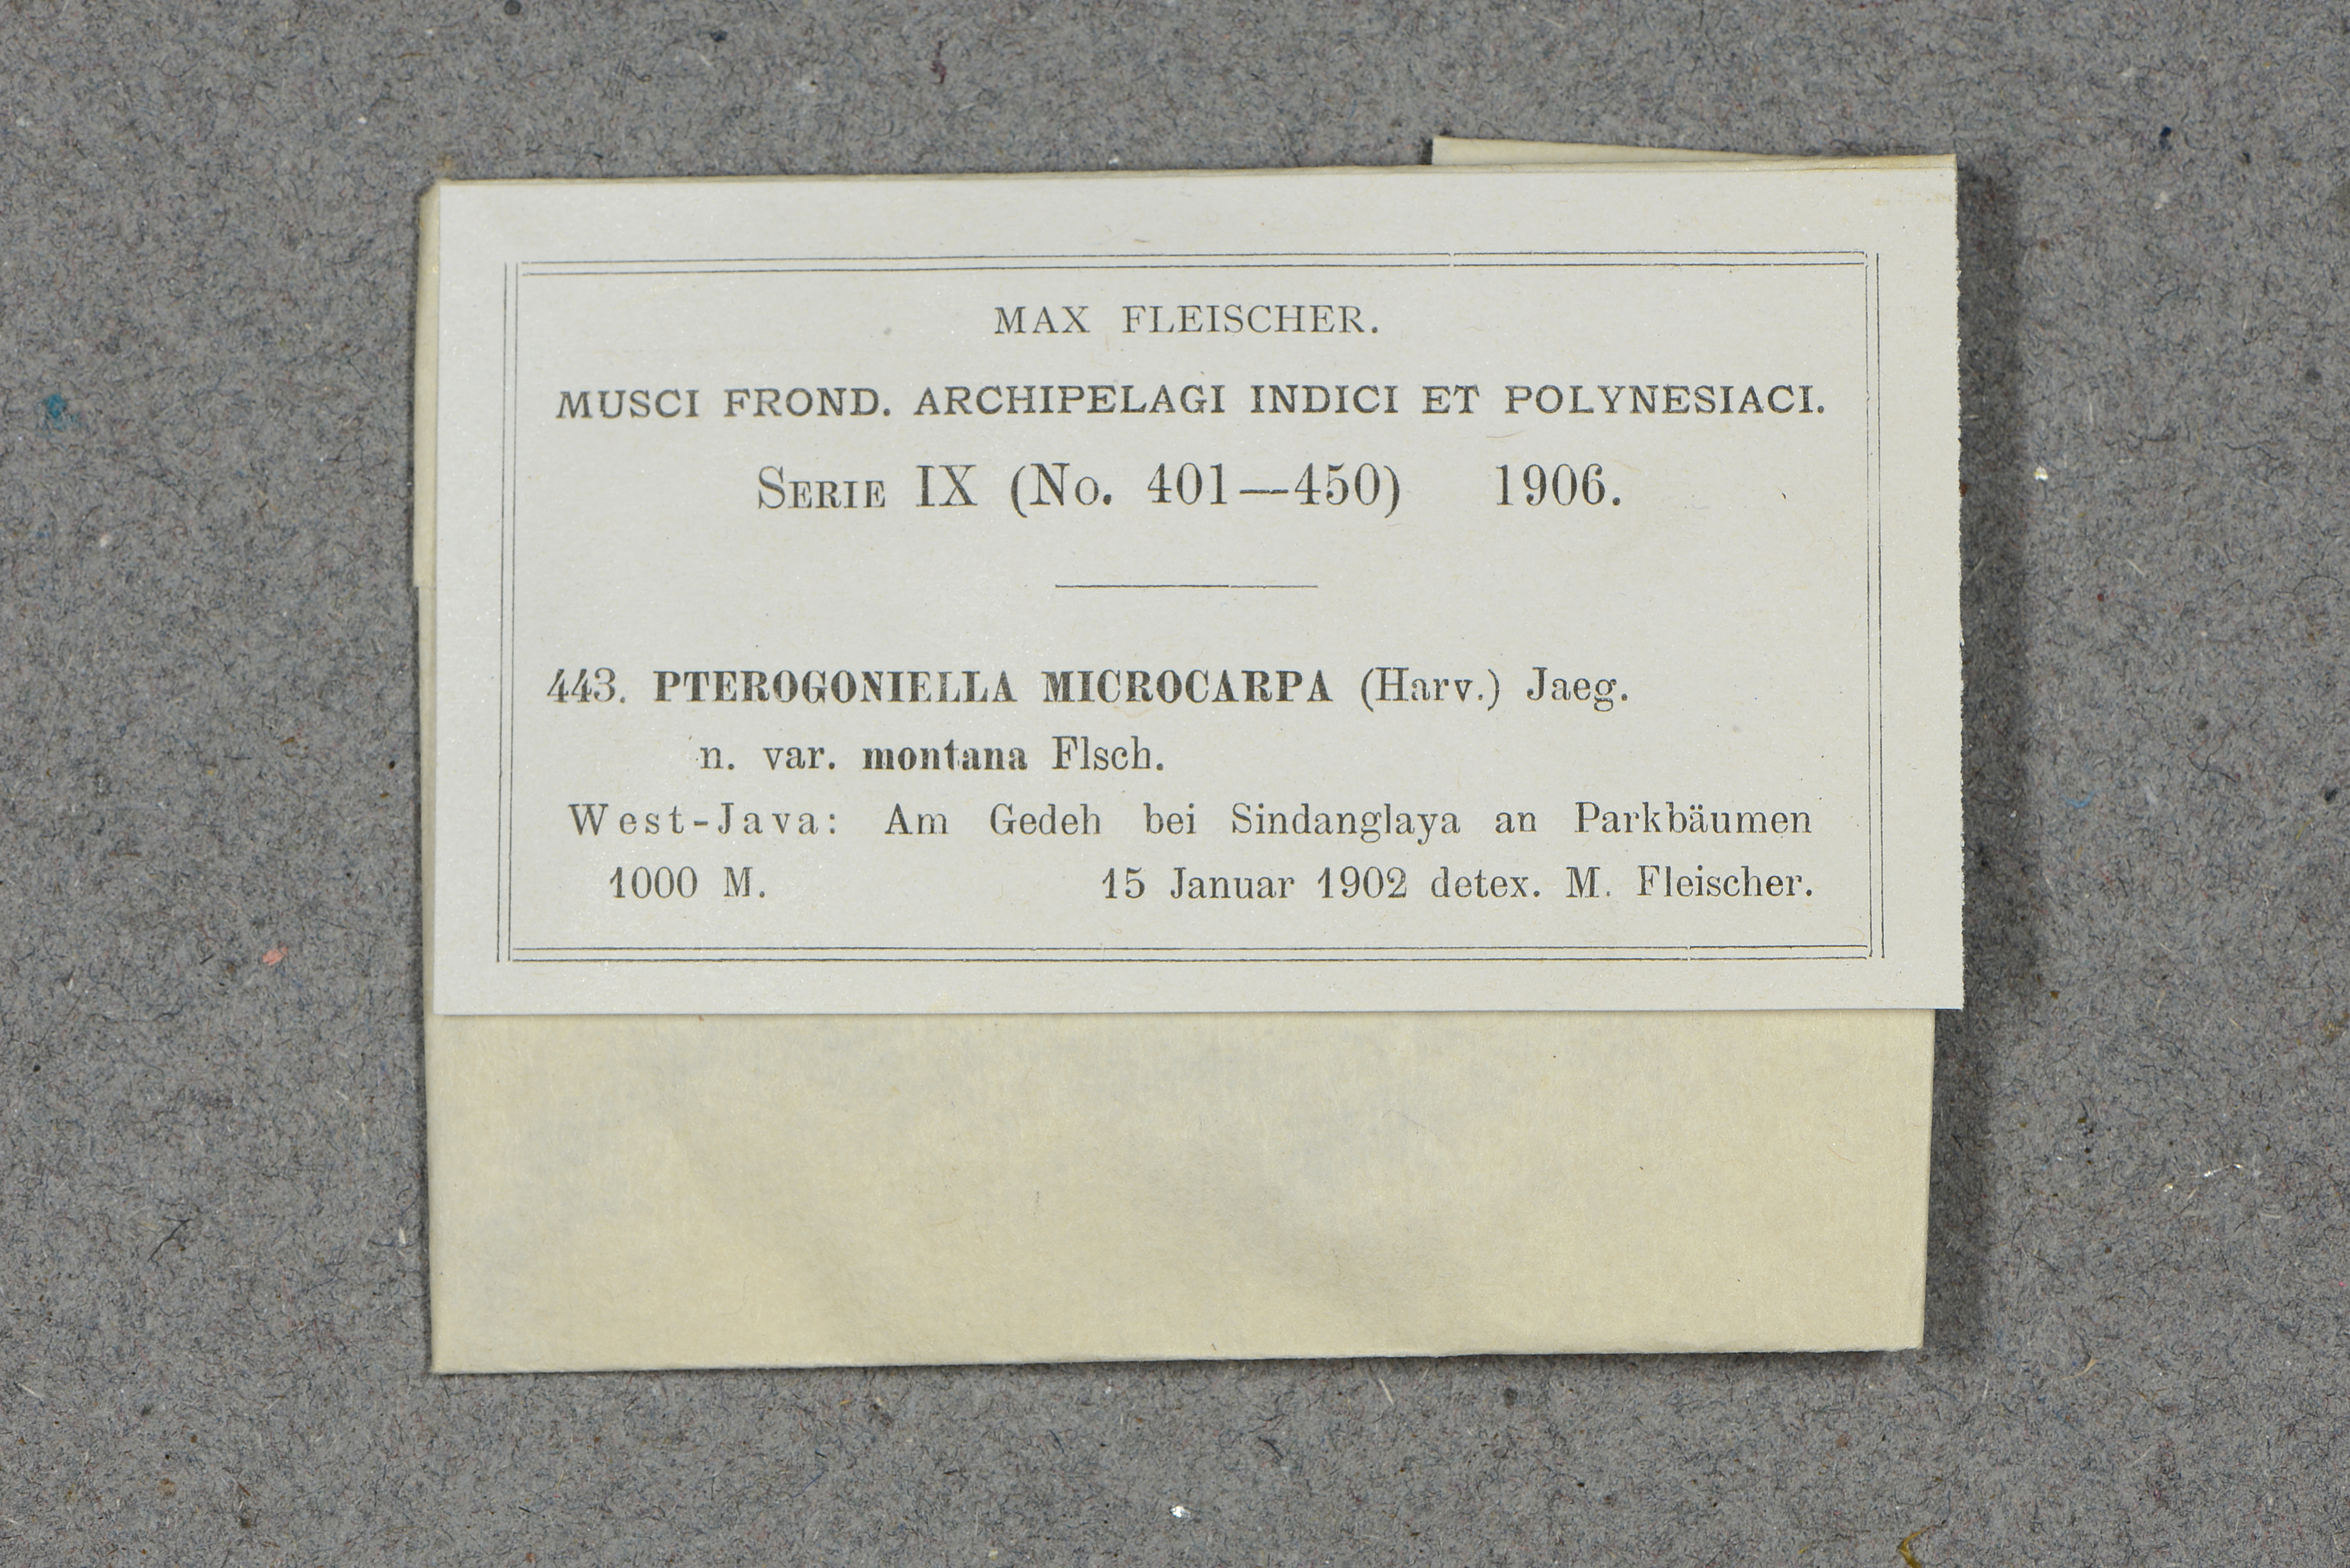 MAX FLEISCHER.
MUSCI FROND. ARCHIPELAGI INDICI ET POLYNESIACI.
SERIE IX (No. 401—450) 1906.
443. PTEROGONIELLA MICROCARPA (Harv.) Jaeg.
n. var. montana Flsch.
West-Java: Am Gedeh bei Sindanglaya an Parkbäumen
1000 M. 15 Januar 1902 detex. M. Fleischer.